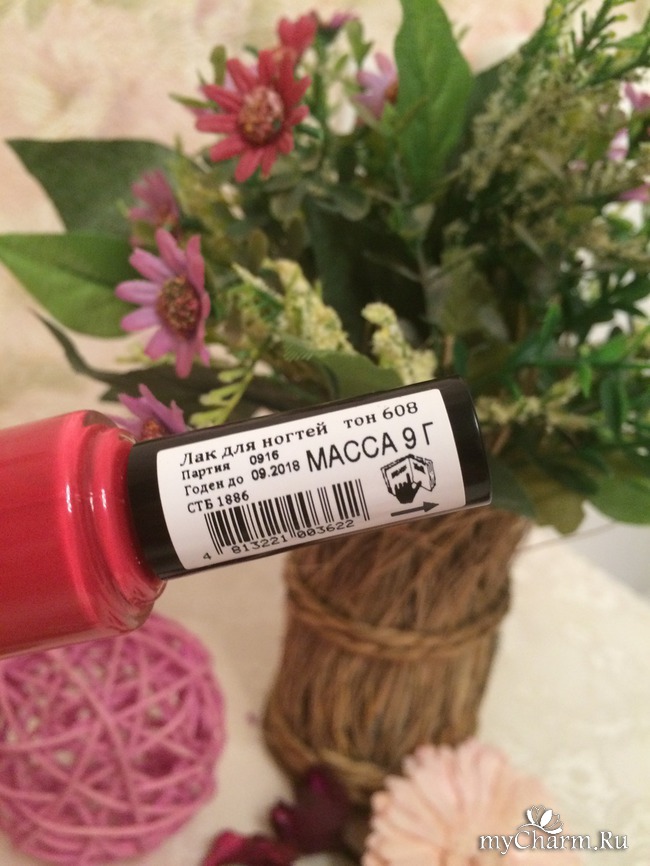 Лак для ногтей тон 608
Партия 0916
Годен до 09.2018 МАССА 9 Г
СТБ 1886
4 813221 003622
myCharm.Ru